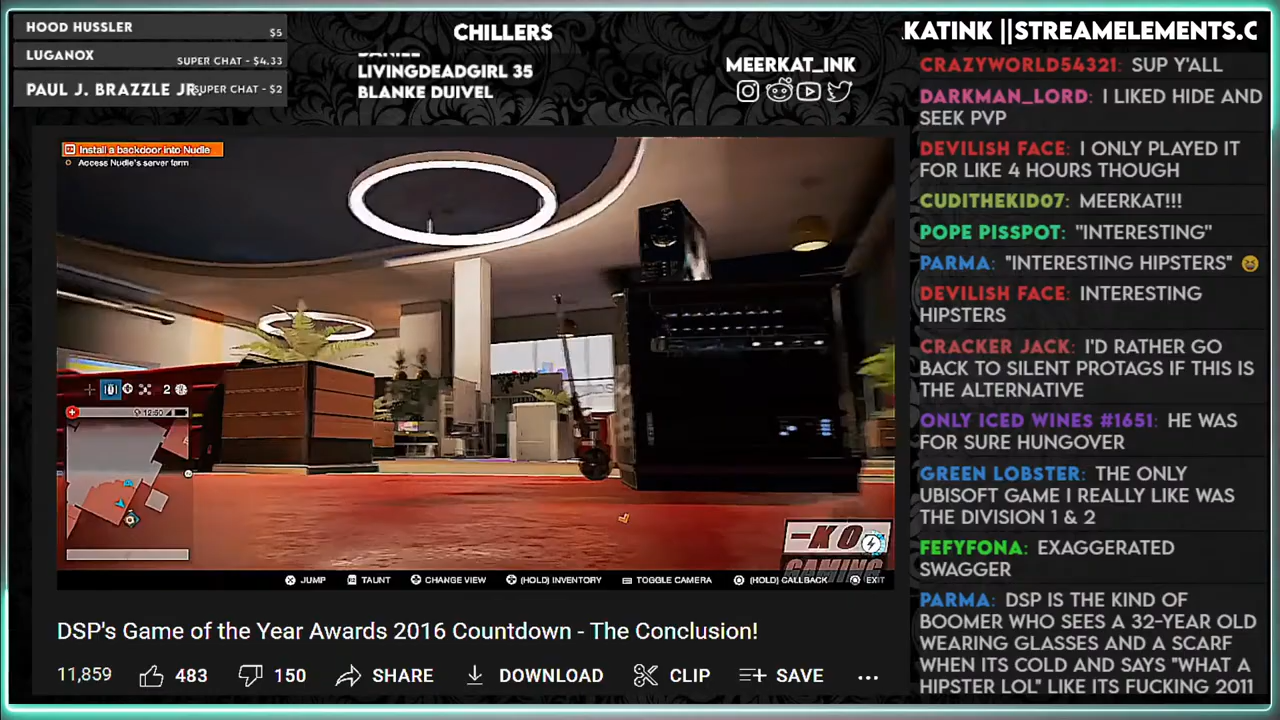 HOOD HUSSLER $5
LUGANOX SUPER CHAT - $4.33
PAUL J. BRAZZLE JR. SUPER CHAT - $2
CHILLERS
LIVINGDEADGIRL 35
BLANKE DUIVEL
MEERKAT_INK
KATINK ||STREAMELEMENTS.C
Install a backdoor into Nudle
Access Nudle's server farm
2
12:50
-KO
GAMING
JUMP TAUNT CHANGE VIEW (HOLD) INVENTORY TOGGLE CAMERA (HOLD) CALLBACK EXIT
DSP's Game of the Year Awards 2016 Countdown - The Conclusion!
11,859 483 150 SHARE DOWNLOAD CLIP SAVE ...
CRAZYWORLD54321: SUP Y'ALL
DARKMAN_LORD: I LIKED HIDE AND
SEEK PVP
DEVILISH FACE: I ONLY PLAYED IT
FOR LIKE 4 HOURS THOUGH
CUDITHEKID07: MEERKAT!!!
POPE PISSPOT: "INTERESTING"
PARMA: "INTERESTING HIPSTERS" 😆
DEVILISH FACE: INTERESTING
HIPSTERS
CRACKER JACK: I'D RATHER GO
BACK TO SILENT PROTAGS IF THIS IS
THE ALTERNATIVE
ONLY ICED WINES #1651: HE WAS
FOR SURE HUNGOVER
GREEN LOBSTER: THE ONLY
UBISOFT GAME I REALLY LIKE WAS
THE DIVISION 1 & 2
FEFYFONA: EXAGGERATED
SWAGGER
PARMA: DSP IS THE KIND OF
BOOMER WHO SEES A 32-YEAR OLD
WEARING GLASSES AND A SCARF
WHEN ITS COLD AND SAYS "WHAT A
HIPSTER LOL" LIKE ITS FUCKING 2011